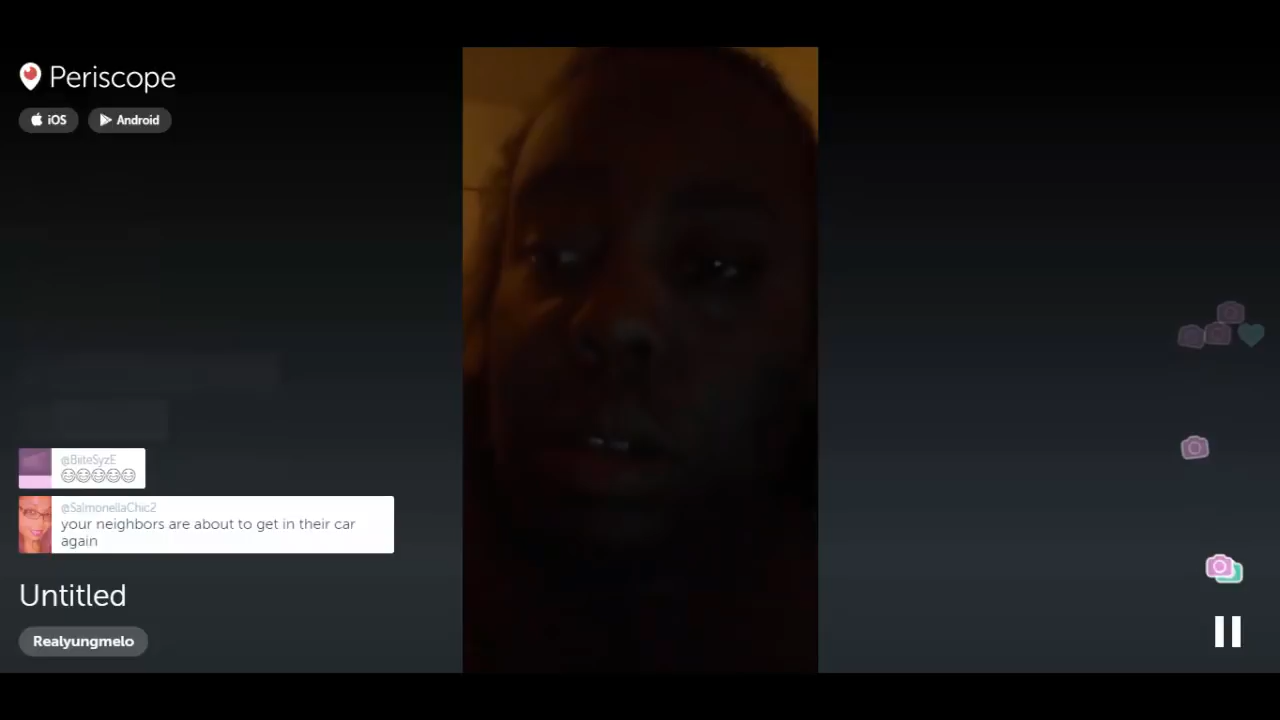 Periscope
iOS
Android
@BiteSyzE
😂😂😂😂😂
@SalmonellaChic2
your neighbors are about to get in their car
again
Untitled
Realyungmelo